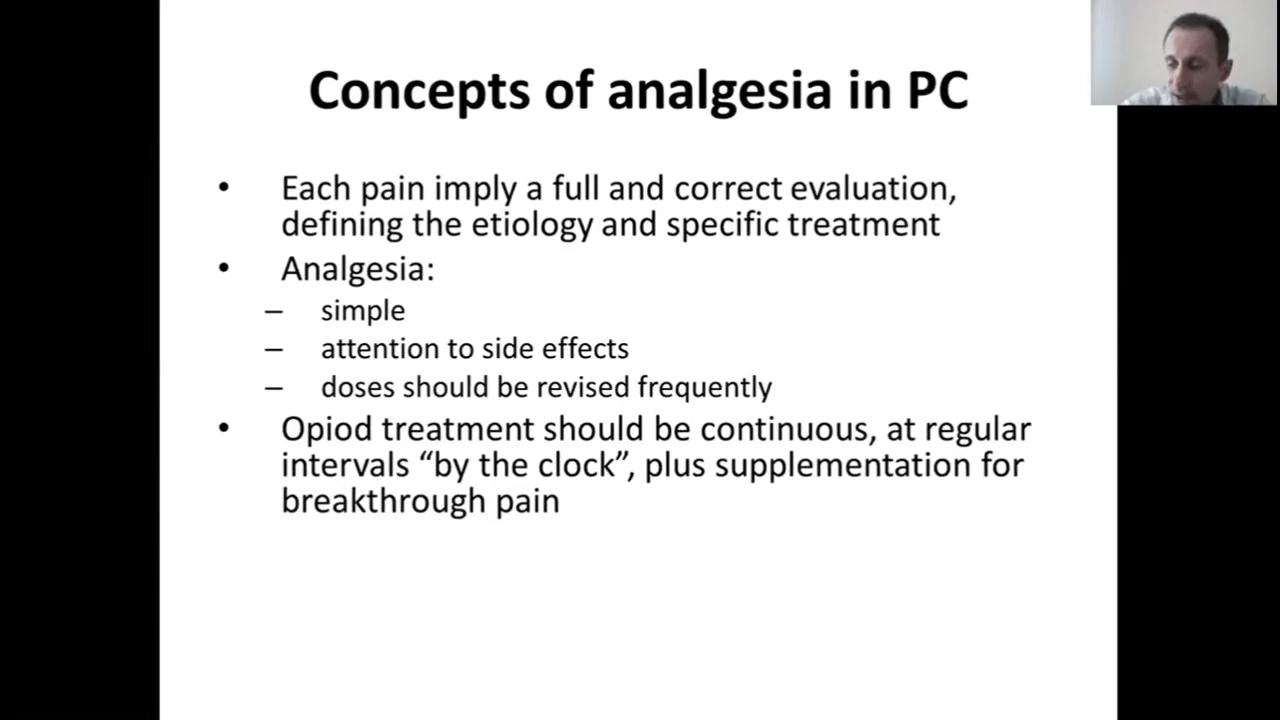 Concepts of analgesia in PC
• Each pain imply a full and correct evaluation,
defining the etiology and specific treatment
• Analgesia:
– simple
– attention to side effects
– doses should be revised frequently
• Opiod treatment should be continuous, at regular
intervals “by the clock”, plus supplementation for
breakthrough pain